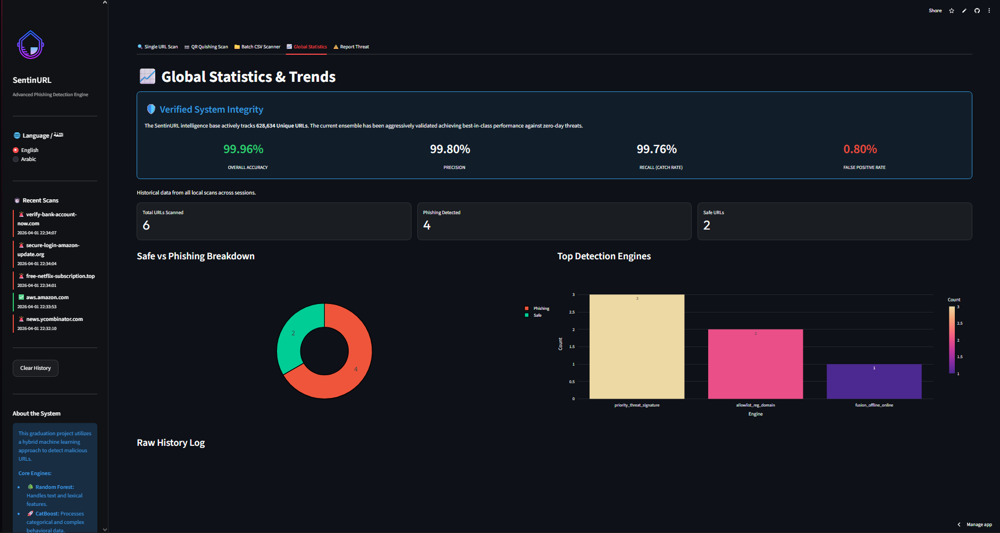 Share
SentinURL
Advanced Phishing Detection Engine
Language / اللغة
English
Arabic
Recent Scans
verify-bank-account-
now.com
2026-04-01 22:34:07
secure-login-amazon-
update.org
2026-04-01 22:34:04
free-netflix-subscription.top
2026-04-01 22:34:01
aws.amazon.com
2026-04-01 22:33:53
news.ycombinator.com
2026-04-01 22:32:10
Clear History
About the System
This graduation project utilizes
a hybrid machine learning
approach to detect malicious
URLs.
Core Engines:
Random Forest:
Handles text and lexical
features.
CatBoost: Processes
categorical and complex
behavioral data.
Single URL Scan
QR Quishing Scan
Batch CSV Scanner
Global Statistics
Report Threat
Global Statistics & Trends
Verified System Integrity
The SentinURL intelligence base actively tracks 628,634 Unique URLs. The current ensemble has been aggressively validated achieving best-in-class performance against zero-day threats.
99.96%
OVERALL ACCURACY
99.80%
PRECISION
99.76%
RECALL (CATCH RATE)
0.80%
FALSE POSITIVE RATE
Historical data from all local scans across sessions.
Total URLs Scanned
6
Phishing Detected
4
Safe URLs
2
Safe vs Phishing Breakdown
2
4
Phishing
Safe
Top Detection Engines
3
2.5
2
1.5
1
0.5
0
Count
3
2
1
priority_threat_signature
allowlist_reg_domain
fusion_offline_online
Engine
Count
3
2.5
2
1.5
1
Raw History Log
Manage app